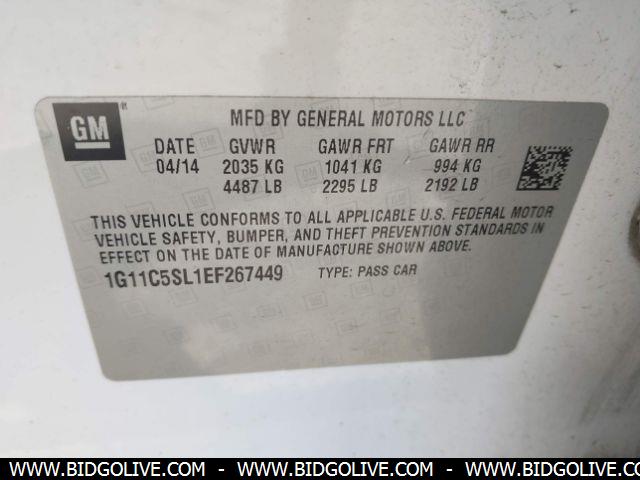 GM
MFD BY GENERAL MOTORS LLC
DATE GVWR GAWR FRT GAWR RR
04/14 2035 KG 1041 KG 994 KG
4487 LB 2295 LB 2192 LB
THIS VEHICLE CONFORMS TO ALL APPLICABLE U.S. FEDERAL MOTOR
VEHICLE SAFETY, BUMPER, AND THEFT PREVENTION STANDARDS IN
EFFECT ON THE DATE OF MANUFACTURE SHOWN ABOVE.
1G11C5SL1EF267449 TYPE: PASS CAR
WWW.BIDGOLIVE.COM - WWW.BIDGOLIVE.COM - WWW.BIDGOLIVE.COM